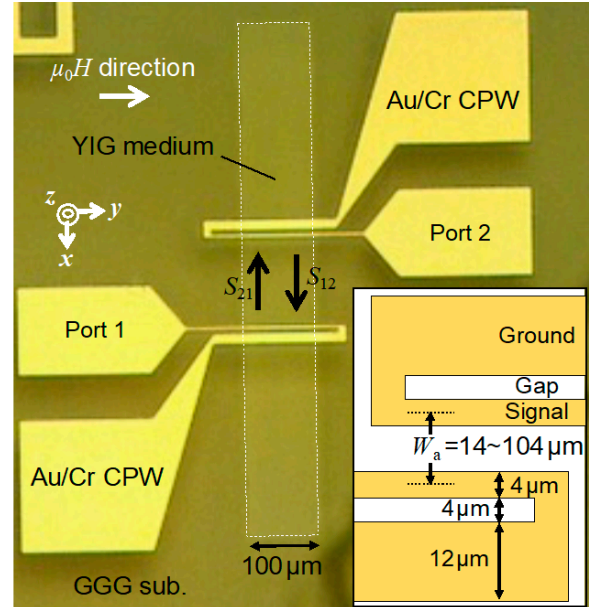 μ₀H direction
Au/Cr CPW
YIG medium
z
y
x
Port 2
S₂₁
S₁₂
Port 1
Ground
Gap
Signal
Wₐ=14~104 μm
Au/Cr CPW
4 μm
4 μm
12 μm
100 μm
GGG sub.